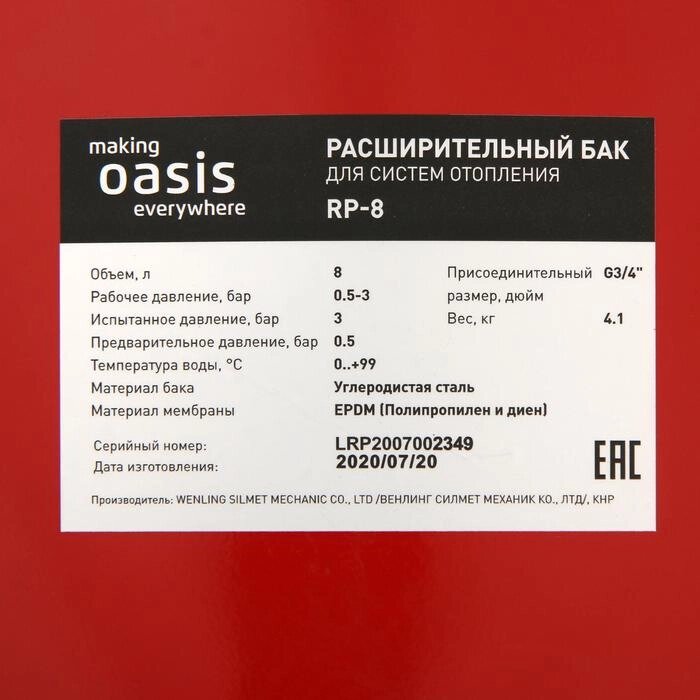 making
oasis
everywhere
РАСШИРИТЕЛЬНЫЙ БАК
ДЛЯ СИСТЕМ ОТОПЛЕНИЯ
RP-8
Объем, л 8
Рабочее давление, бар 0.5-3
Испытанное давление, бар 3
Предварительное давление, бар 0.5
Температура воды, °С 0..+99
Материал бака Углеродистая сталь
Материал мембраны EPDM (Полипропилен и диен)
Присоединительный G3/4"
размер, дюйм
Вес, кг 4.1
Серийный номер: LRP2007002349
Дата изготовления: 2020/07/20
EAC
Производитель: WENLING SILMET MECHANIC CO., LTD /ВЕНЛИНГ СИЛМЕТ МЕХАНИК КО., ЛТД/, КНР